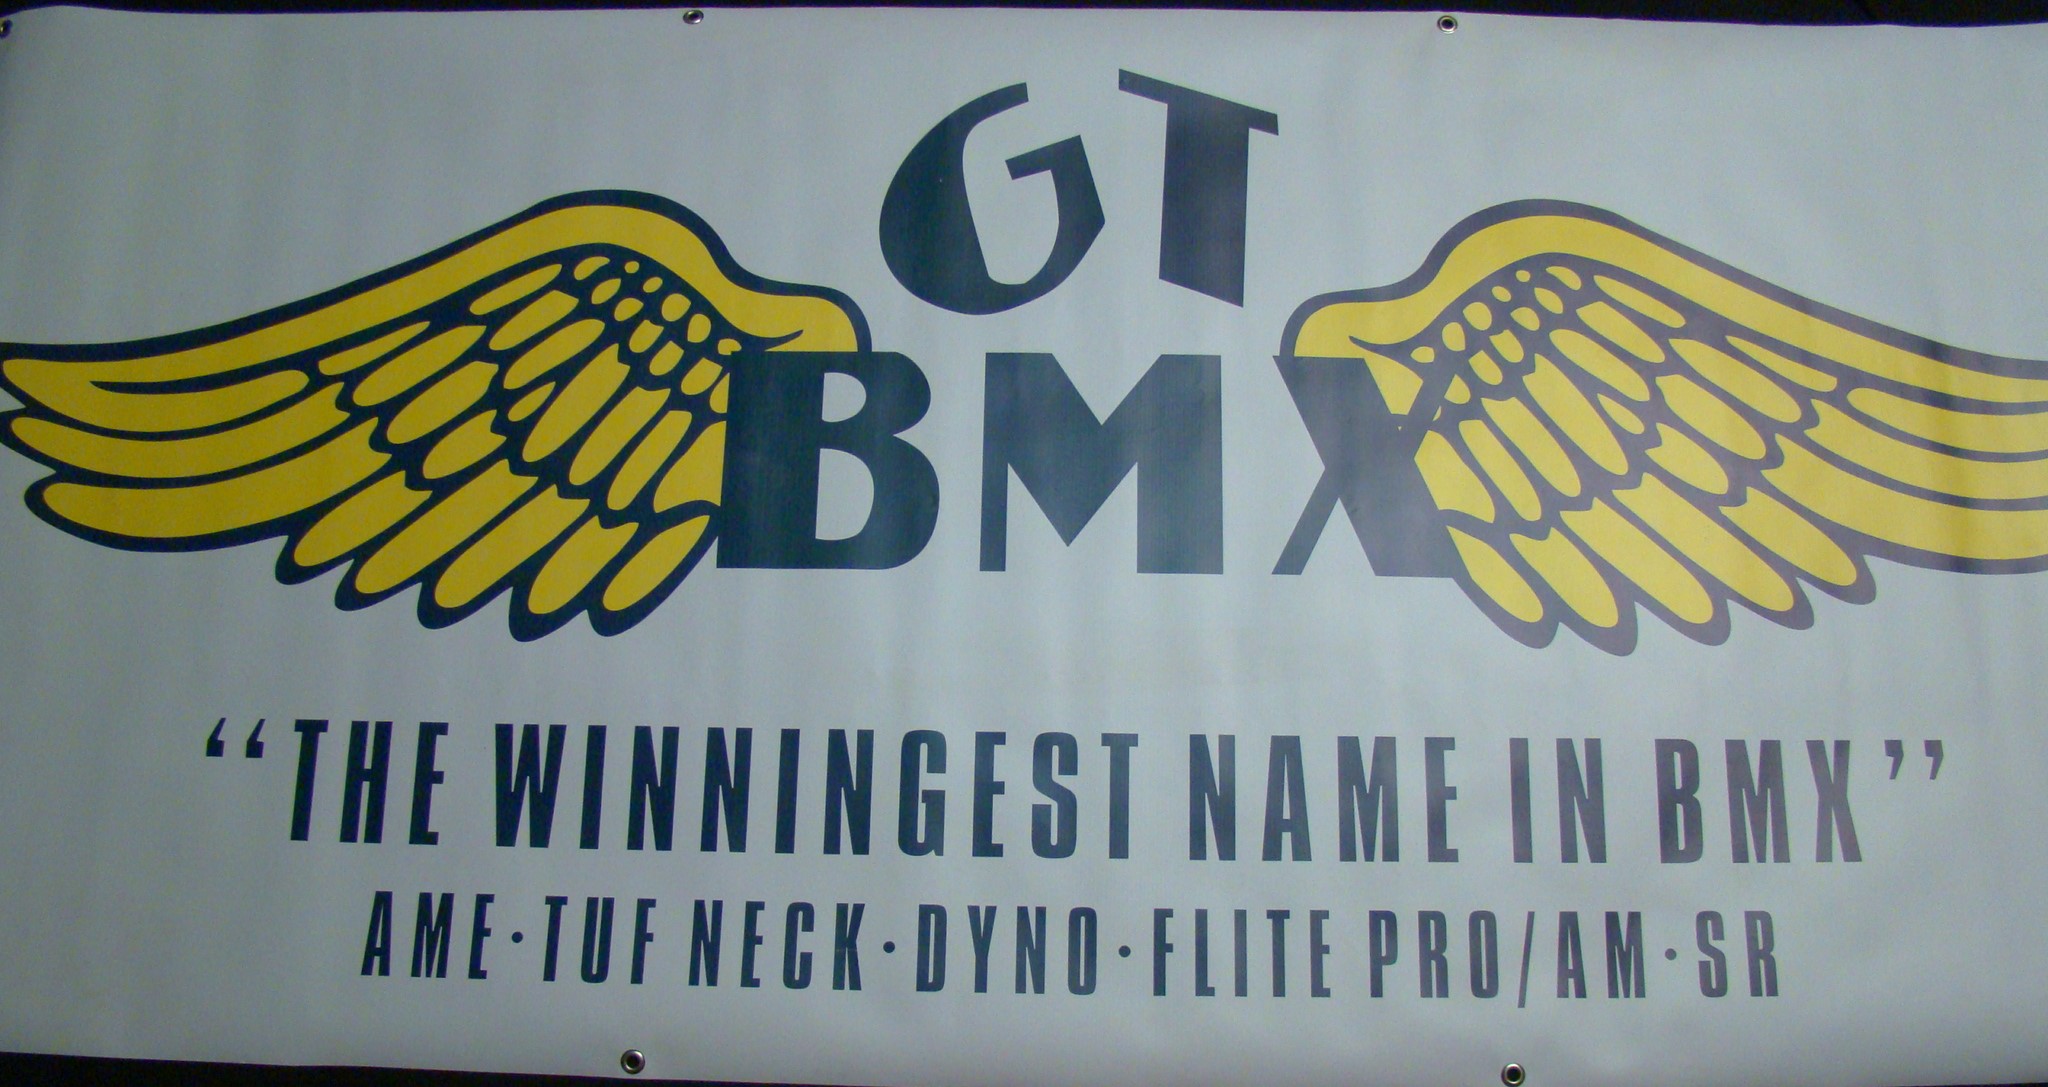 GT
BMX
“THE WINNINGEST NAME IN BMX”
AME·TUF NECK·DYNO·FLITE PRO/AM·SR